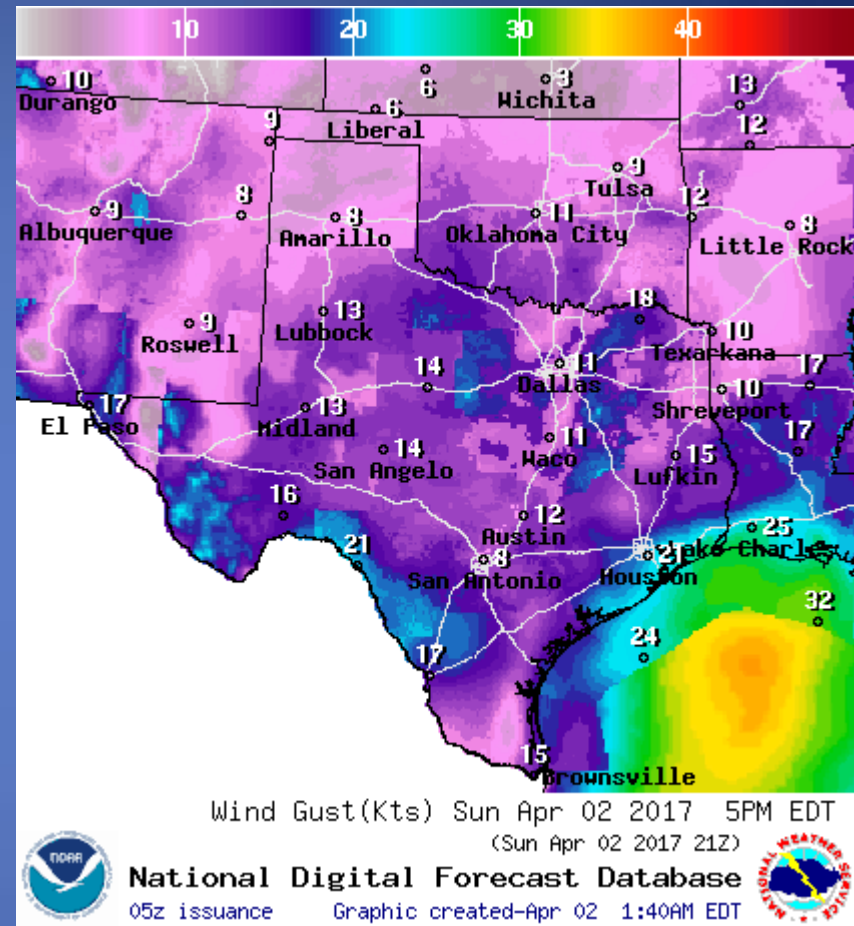 10 20 30 40
10 6 3 13
Durango Wichita
6
Liberal
9 12
9
Tulsa
9 8 8 11 12 8
Albuquerque Amarillo Oklahoma City Little Rock
9 13 18 10
Roswell Lubbock Texarkana
14 11 10 17
Dallas Shreveport
17 13
El Paso Midland
14 11 15 17
San Angelo Waco Lufkin
16 12 25
Austin Lake Charles
21 8 21
San Antonio Houston
32
24
17
15
Brownsville
Wind Gust(Kts) Sun Apr 02 2017 5PM EDT
(Sun Apr 02 2017 21Z)
National Digital Forecast Database
05z issuance Graphic created-Apr 02 1:40AM EDT
NOAA
NATIONAL WEATHER SERVICE